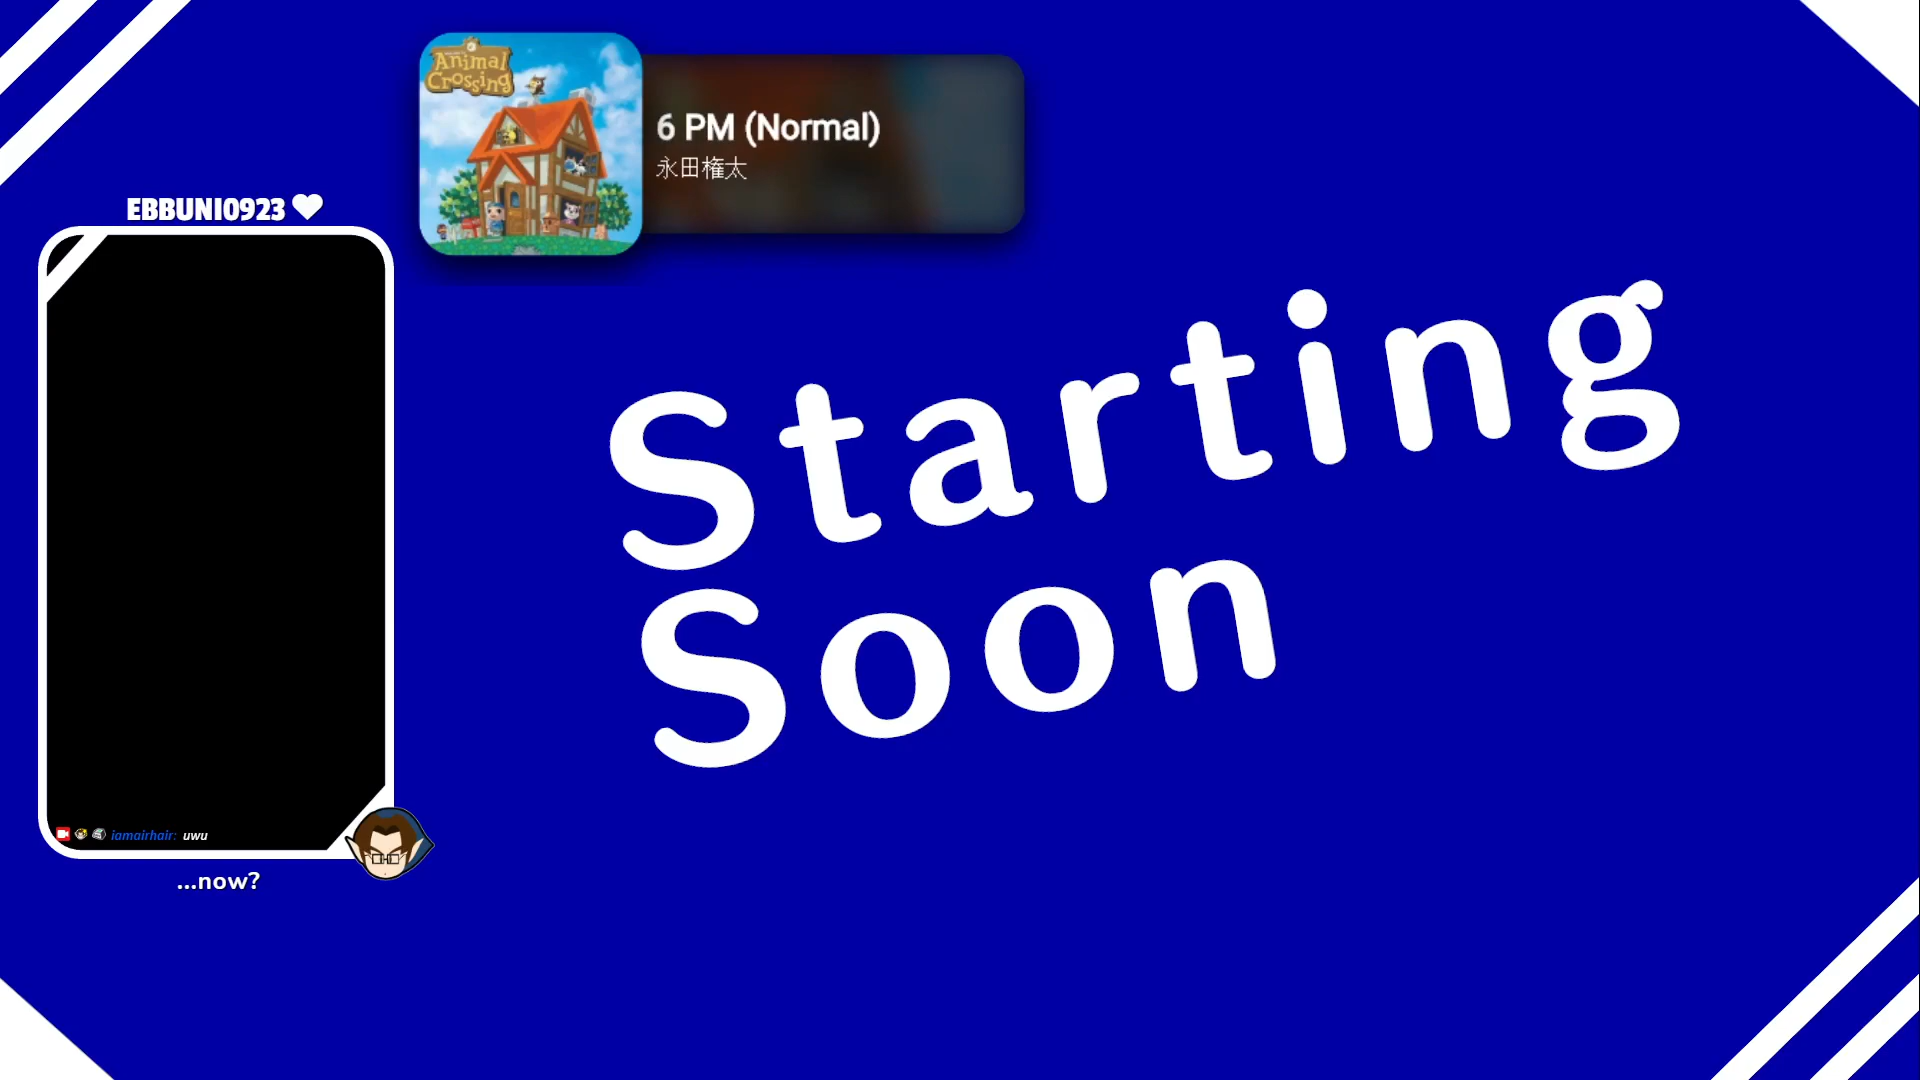 Animal
Crossing
6 PM (Normal)
永田権太
EBBUNI0923
Starting
Soon
iamairhair: uwu
...now?